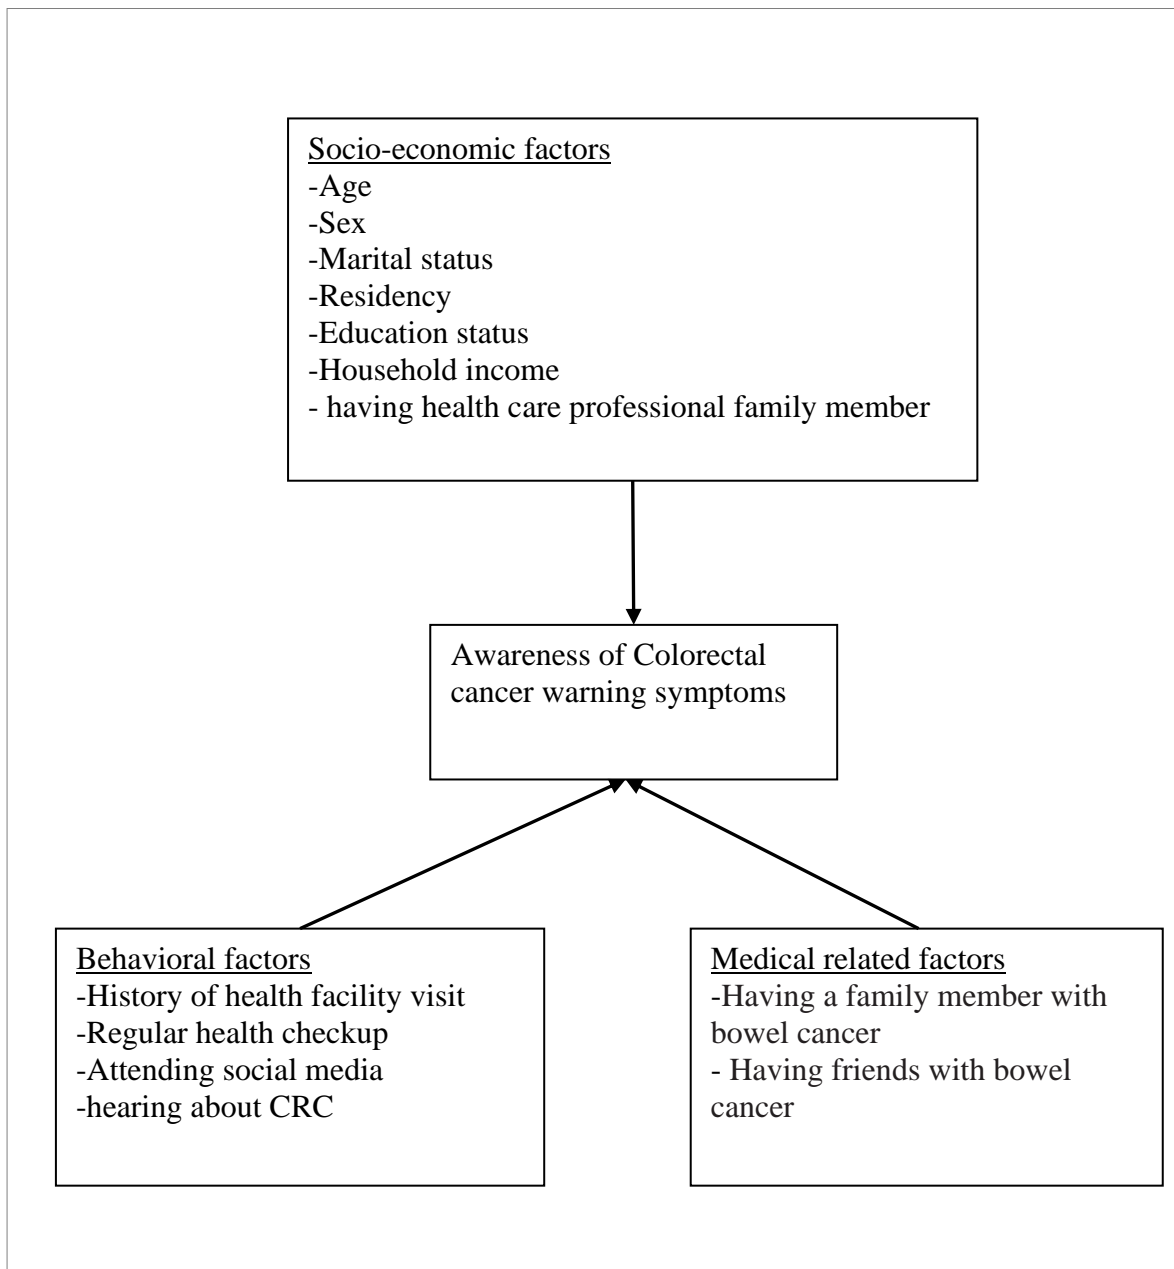 Socio-economic factors
-Age
-Sex
-Marital status
-Residency
-Education status
-Household income
- having health care professional family member
Awareness of Colorectal
cancer warning symptoms
Behavioral factors
-History of health facility visit
-Regular health checkup
-Attending social media
-hearing about CRC
Medical related factors
-Having a family member with
bowel cancer
- Having friends with bowel
cancer